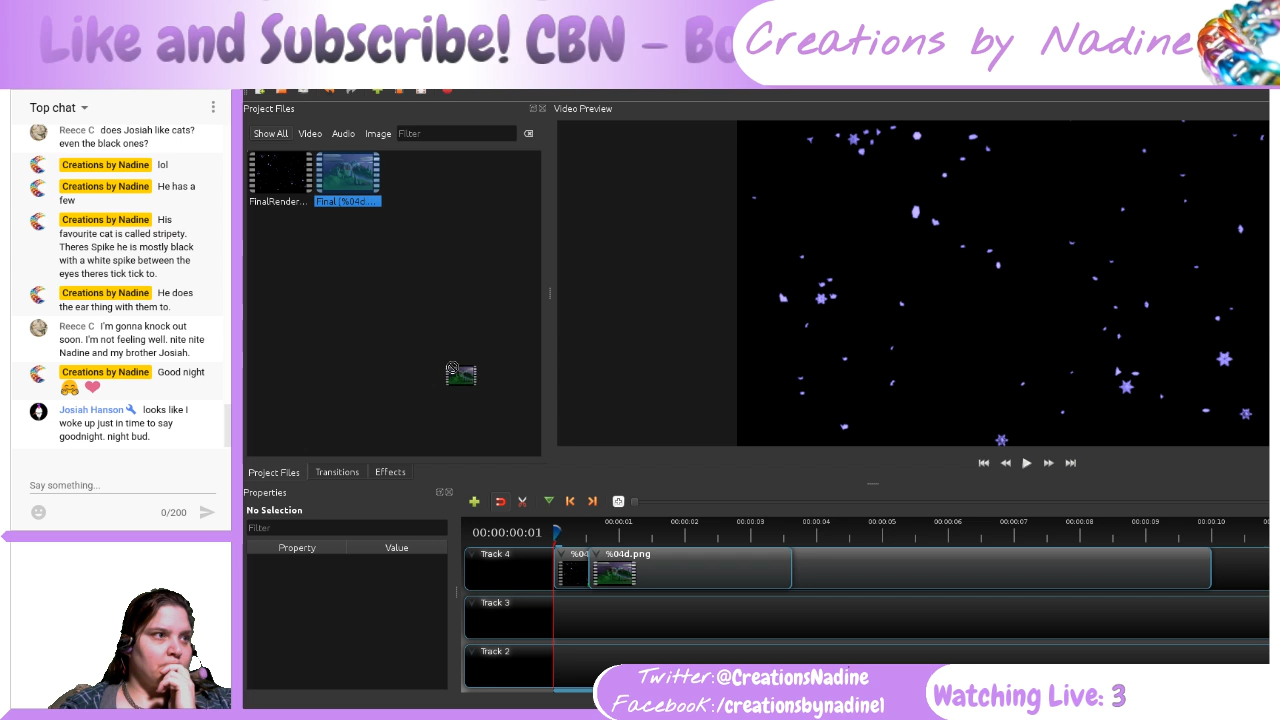 Like and Subscribe! CBN - Bo
Creations by Nadine
Top chat
Reece C does Josiah like cats?
even the black ones?
Creations by Nadine lol
Creations by Nadine He has a
few
Creations by Nadine His
favourite cat is called stripety.
Theres Spike he is mostly black
with a white spike between the
eyes theres tick tick to.
Creations by Nadine He does
the ear thing with them to.
Reece C I'm gonna knock out
soon. I'm not feeling well. nite nite
Nadine and my brother Josiah.
Creations by Nadine Good night
Josiah Hanson looks like I
woke up just in time to say
goodnight. night bud.
Say something...
0/200
Project Files
Show All Video Audio Image Filter
FinalRender... Final (%04d...
Project Files Transitions Effects
Video Preview
Properties
No Selection
Filter
Property Value
00:00:00:01
00:00:01 00:00:02 00:00:03 00:00:04 00:00:05 00:00:06 00:00:07 00:00:08 00:00:09 00:00:10
Track 4
%04 %04d.png
Track 3
Track 2
Twitter:@CreationsNadine
Facebook:/creationsbynadine1
Watching Live: 3